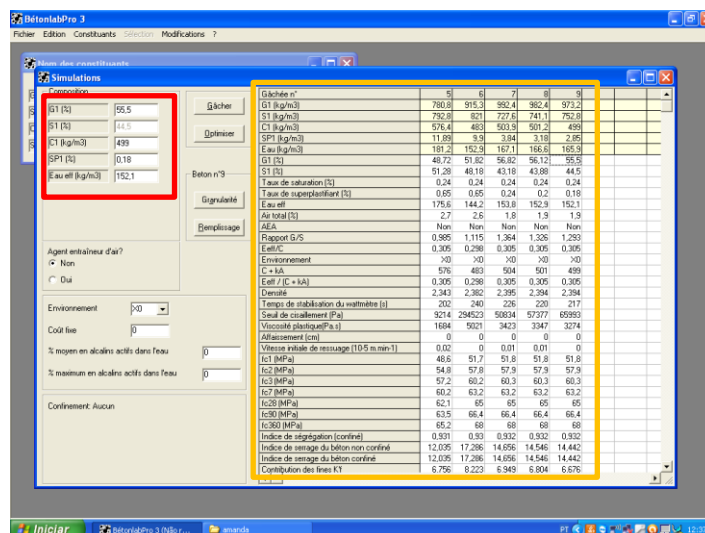 BétonlabPro 3
Fichier Edition Constituants Sélection Modifications ?
Nom des constituants
Simulations
Composition
G1 (%) 55,5
S1 (%) 44,5
C1 (kg/m3) 499
SP1 (%) 0,18
Eau eff (kg/m3) 152,1
Gâcher
Optimiser
Beton n°9
Granularité
Remplissage
Agent entraîneur d'air?
Non
Oui
Environnement X0
Coût fixe 0
% moyen en alcalins actifs dans l'eau 0
% maximum en alcalins actifs dans l'eau 0
Confinement: Aucun
Gâchée n° 5 6 7 8 9
G1 (kg/m3) 780,8 915,3 992,4 982,4 973,2
S1 (kg/m3) 792,8 821 727,6 741,1 752,8
C1 (kg/m3) 576,4 483 503,9 501,2 499
SP1 (kg/m3) 11,89 9,9 3,84 3,18 2,85
Eau (kg/m3) 181,2 152,9 167,1 166,6 165,9
G1 (%) 48,72 51,82 56,82 56,12 55,5
S1 (%) 51,28 48,18 43,18 43,88 44,5
Taux de saturation (%) 0,24 0,24 0,24 0,24 0,24
Taux de superplastifiant (%) 0,65 0,65 0,24 0,2 0,18
Eau eff 175,6 144,2 153,8 152,9 152,1
Air total (%) 2,7 2,6 1,8 1,9 1,9
AEA Non Non Non Non Non
Rapport G/S 0,985 1,115 1,364 1,326 1,293
Eeff/C 0,305 0,298 0,305 0,305 0,305
Environnement X0 X0 X0 X0 X0
C + kA 576 483 504 501 499
Eeff / (C + kA) 0,305 0,298 0,305 0,305 0,305
Densité 2,343 2,382 2,395 2,394 2,394
Temps de stabilisation du wattmètre (s) 202 240 226 220 217
Seuil de cisaillement (Pa) 9214 294523 50834 57377 65993
Viscosité plastique(Pa.s) 1684 5021 3423 3347 3274
Affaissement (cm) 0 0 0 0 0
Vitesse initiale de ressuage (10-5 m.min-1) 0,02 0 0,01 0,01 0
fc1 (MPa) 48,6 51,7 51,8 51,8 51,8
fc2 (MPa) 54,8 57,8 57,9 57,9 57,9
fc3 (MPa) 57,2 60,2 60,3 60,3 60,3
fc7 (MPa) 60,2 63,2 63,2 63,2 63,2
fc28 (MPa) 62,1 65 65 65 65
fc90 (MPa) 63,5 66,4 66,4 66,4 66,4
fc360 (MPa) 65,2 68 68 68 68
Indice de ségrégation (confiné) 0,931 0,93 0,932 0,932 0,932
Indice de serrage du béton non confiné 12,035 17,286 14,656 14,546 14,442
Indice de serrage du béton confiné 12,035 17,286 14,656 14,546 14,442
Contribution des fines K'f 6,756 8,223 6,949 6,804 6,676
Iniciar
BétonlabPro 3 (Não r...
amanda
PT